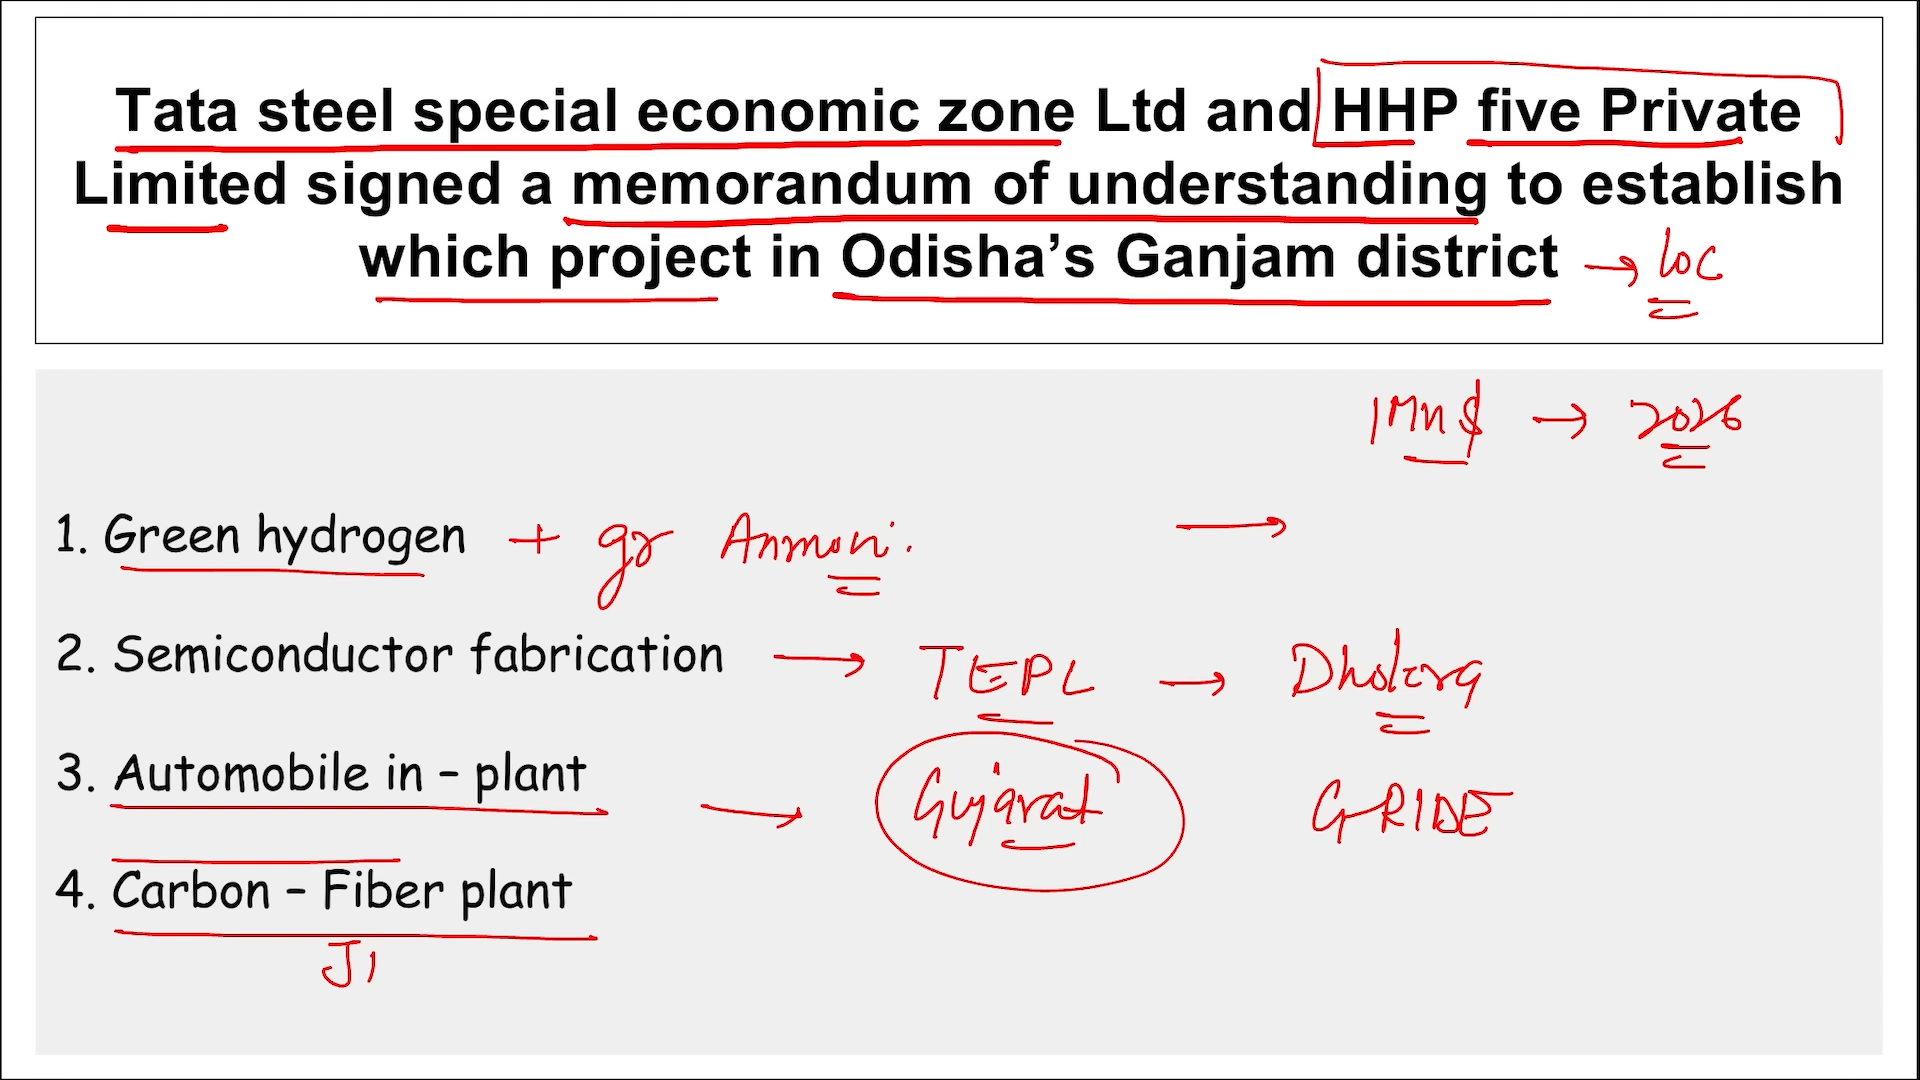 Tata steel special economic zone Ltd and HHP five Private
Limited signed a memorandum of understanding to establish
which project in Odisha's Ganjam district → loc
1Mn $ → 2026
1. Green hydrogen + gr Ammoni. →
2. Semiconductor fabrication → TEPL → Dholera
3. Automobile in – plant → Gujarat GRIDE
4. Carbon – Fiber plant